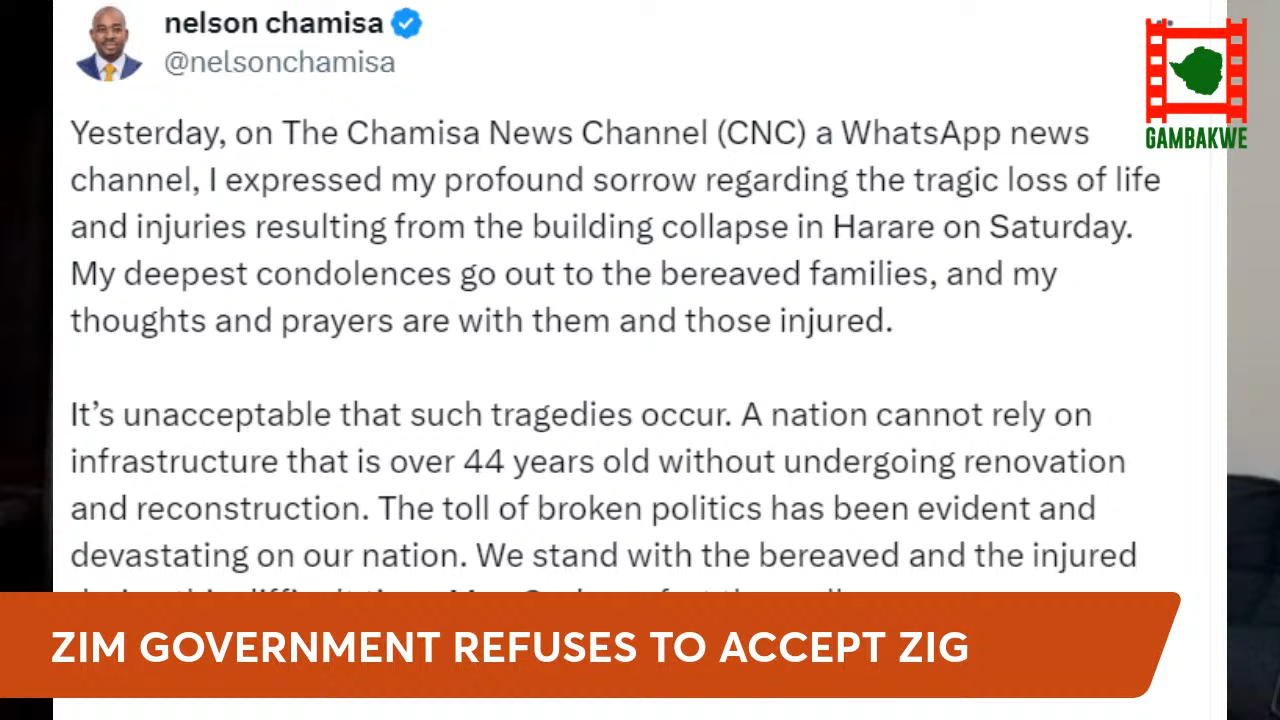 nelson chamisa
@nelsonchamisa
GAMBAKWE
Yesterday, on The Chamisa News Channel (CNC) a WhatsApp news
channel, I expressed my profound sorrow regarding the tragic loss of life
and injuries resulting from the building collapse in Harare on Saturday.
My deepest condolences go out to the bereaved families, and my
thoughts and prayers are with them and those injured.
It’s unacceptable that such tragedies occur. A nation cannot rely on
infrastructure that is over 44 years old without undergoing renovation
and reconstruction. The toll of broken politics has been evident and
devastating on our nation. We stand with the bereaved and the injured
ZIM GOVERNMENT REFUSES TO ACCEPT ZIG